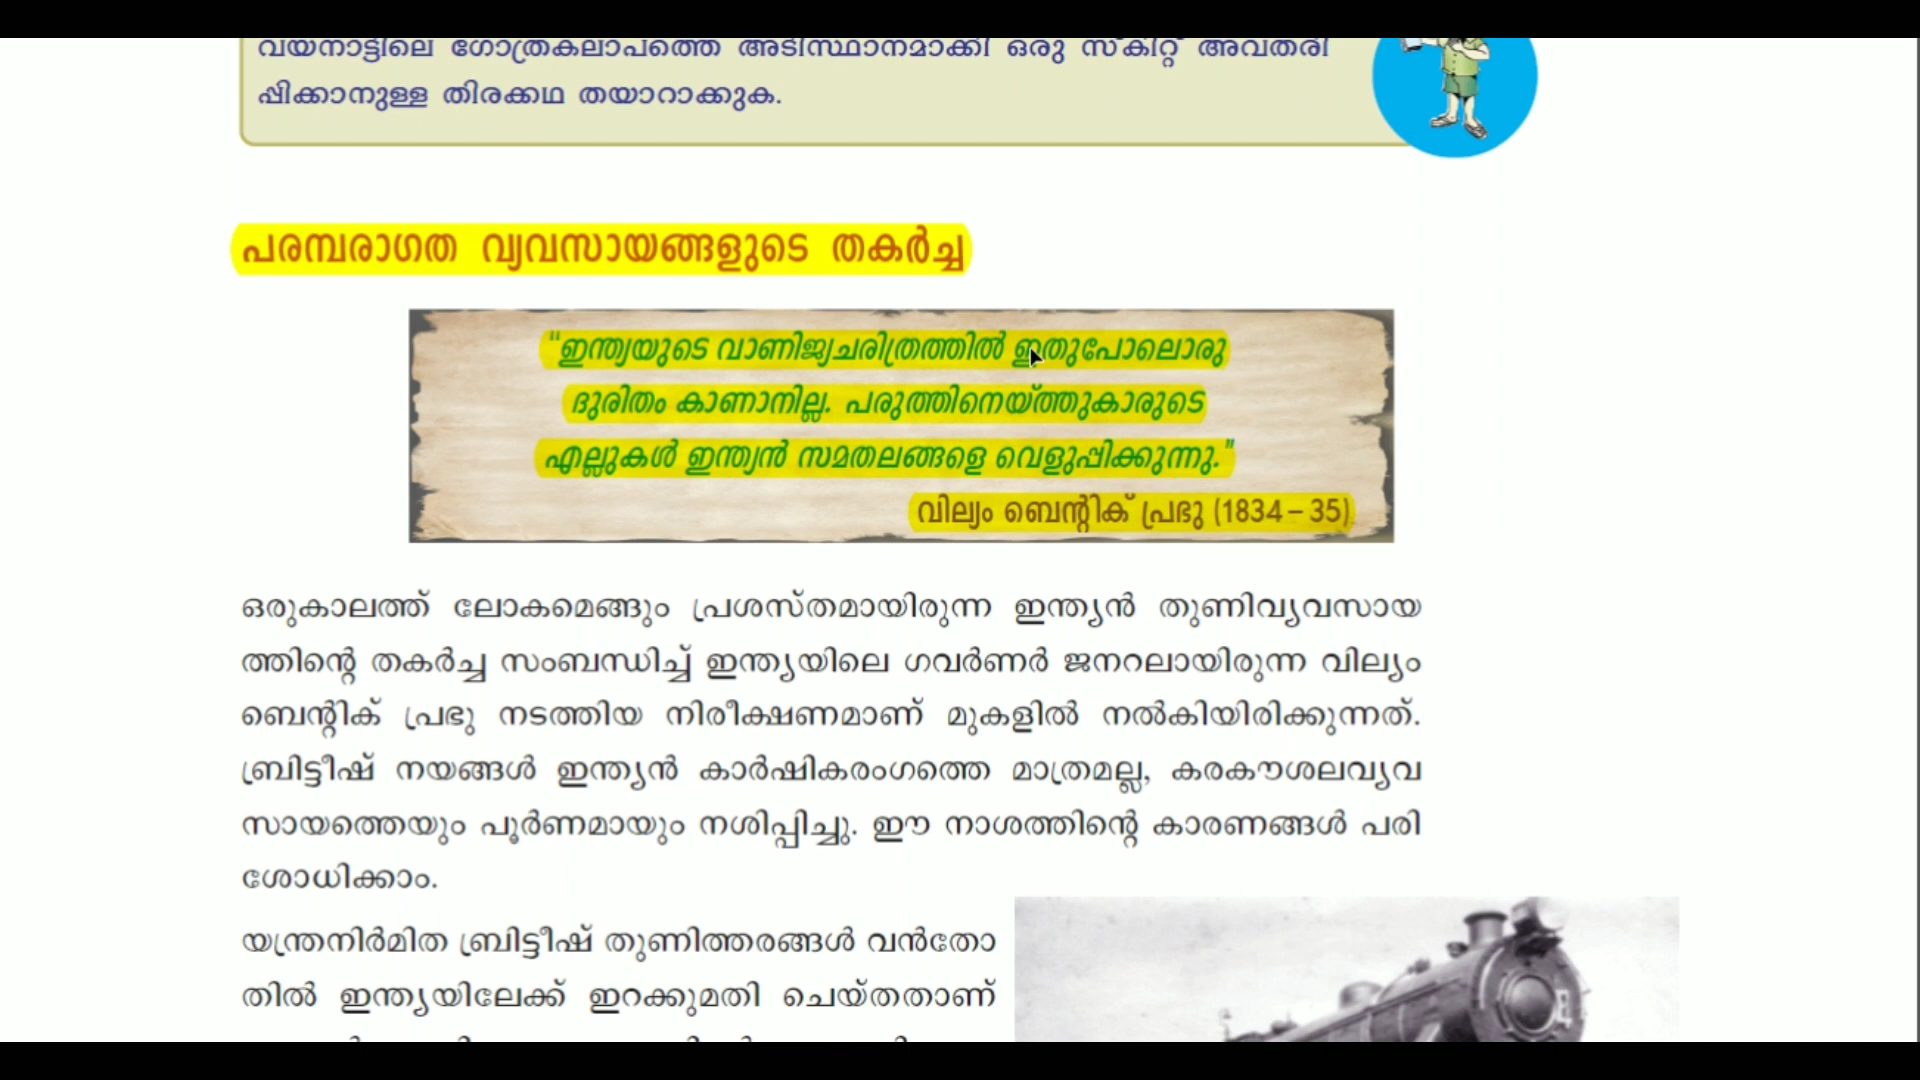 വയനാട്ടിലെ ഗോത്രകലാപത്തെ അടിസ്ഥാനമാക്കി ഒരു സ്കിറ്റ് അവതരി
പ്പിക്കാനുള്ള തിരക്കഥ തയാറാക്കുക.
പരമ്പരാഗത വ്യവസായങ്ങളുടെ തകർച്ച
"ഇന്ത്യയുടെ വാണിജ്യചരിത്രത്തിൽ ഇതുപോലൊരു
ദുരിതം കാണാനില്ല. പരുത്തിനെയ്ത്തുകാരുടെ
എല്ലുകൾ ഇന്ത്യൻ സമതലങ്ങളെ വെളുപ്പിക്കുന്നു."
വില്യം ബെന്റിക് പ്രഭു (1834 – 35)
ഒരുകാലത്ത് ലോകമെങ്ങും പ്രശസ്തമായിരുന്ന ഇന്ത്യൻ തുണിവ്യവസായ
ത്തിന്റെ തകർച്ച സംബന്ധിച്ച് ഇന്ത്യയിലെ ഗവർണർ ജനറലായിരുന്ന വില്യം
ബെന്റിക് പ്രഭു നടത്തിയ നിരീക്ഷണമാണ് മുകളിൽ നൽകിയിരിക്കുന്നത്.
ബ്രിട്ടീഷ് നയങ്ങൾ ഇന്ത്യൻ കാർഷികരംഗത്തെ മാത്രമല്ല, കരകൗശലവ്യവ
സായത്തെയും പൂർണമായും നശിപ്പിച്ചു. ഈ നാശത്തിന്റെ കാരണങ്ങൾ പരി
ശോധിക്കാം.
യന്ത്രനിർമിത ബ്രിട്ടീഷ് തുണിത്തരങ്ങൾ വൻതോ
തിൽ ഇന്ത്യയിലേക്ക് ഇറക്കുമതി ചെയ്തതാണ്